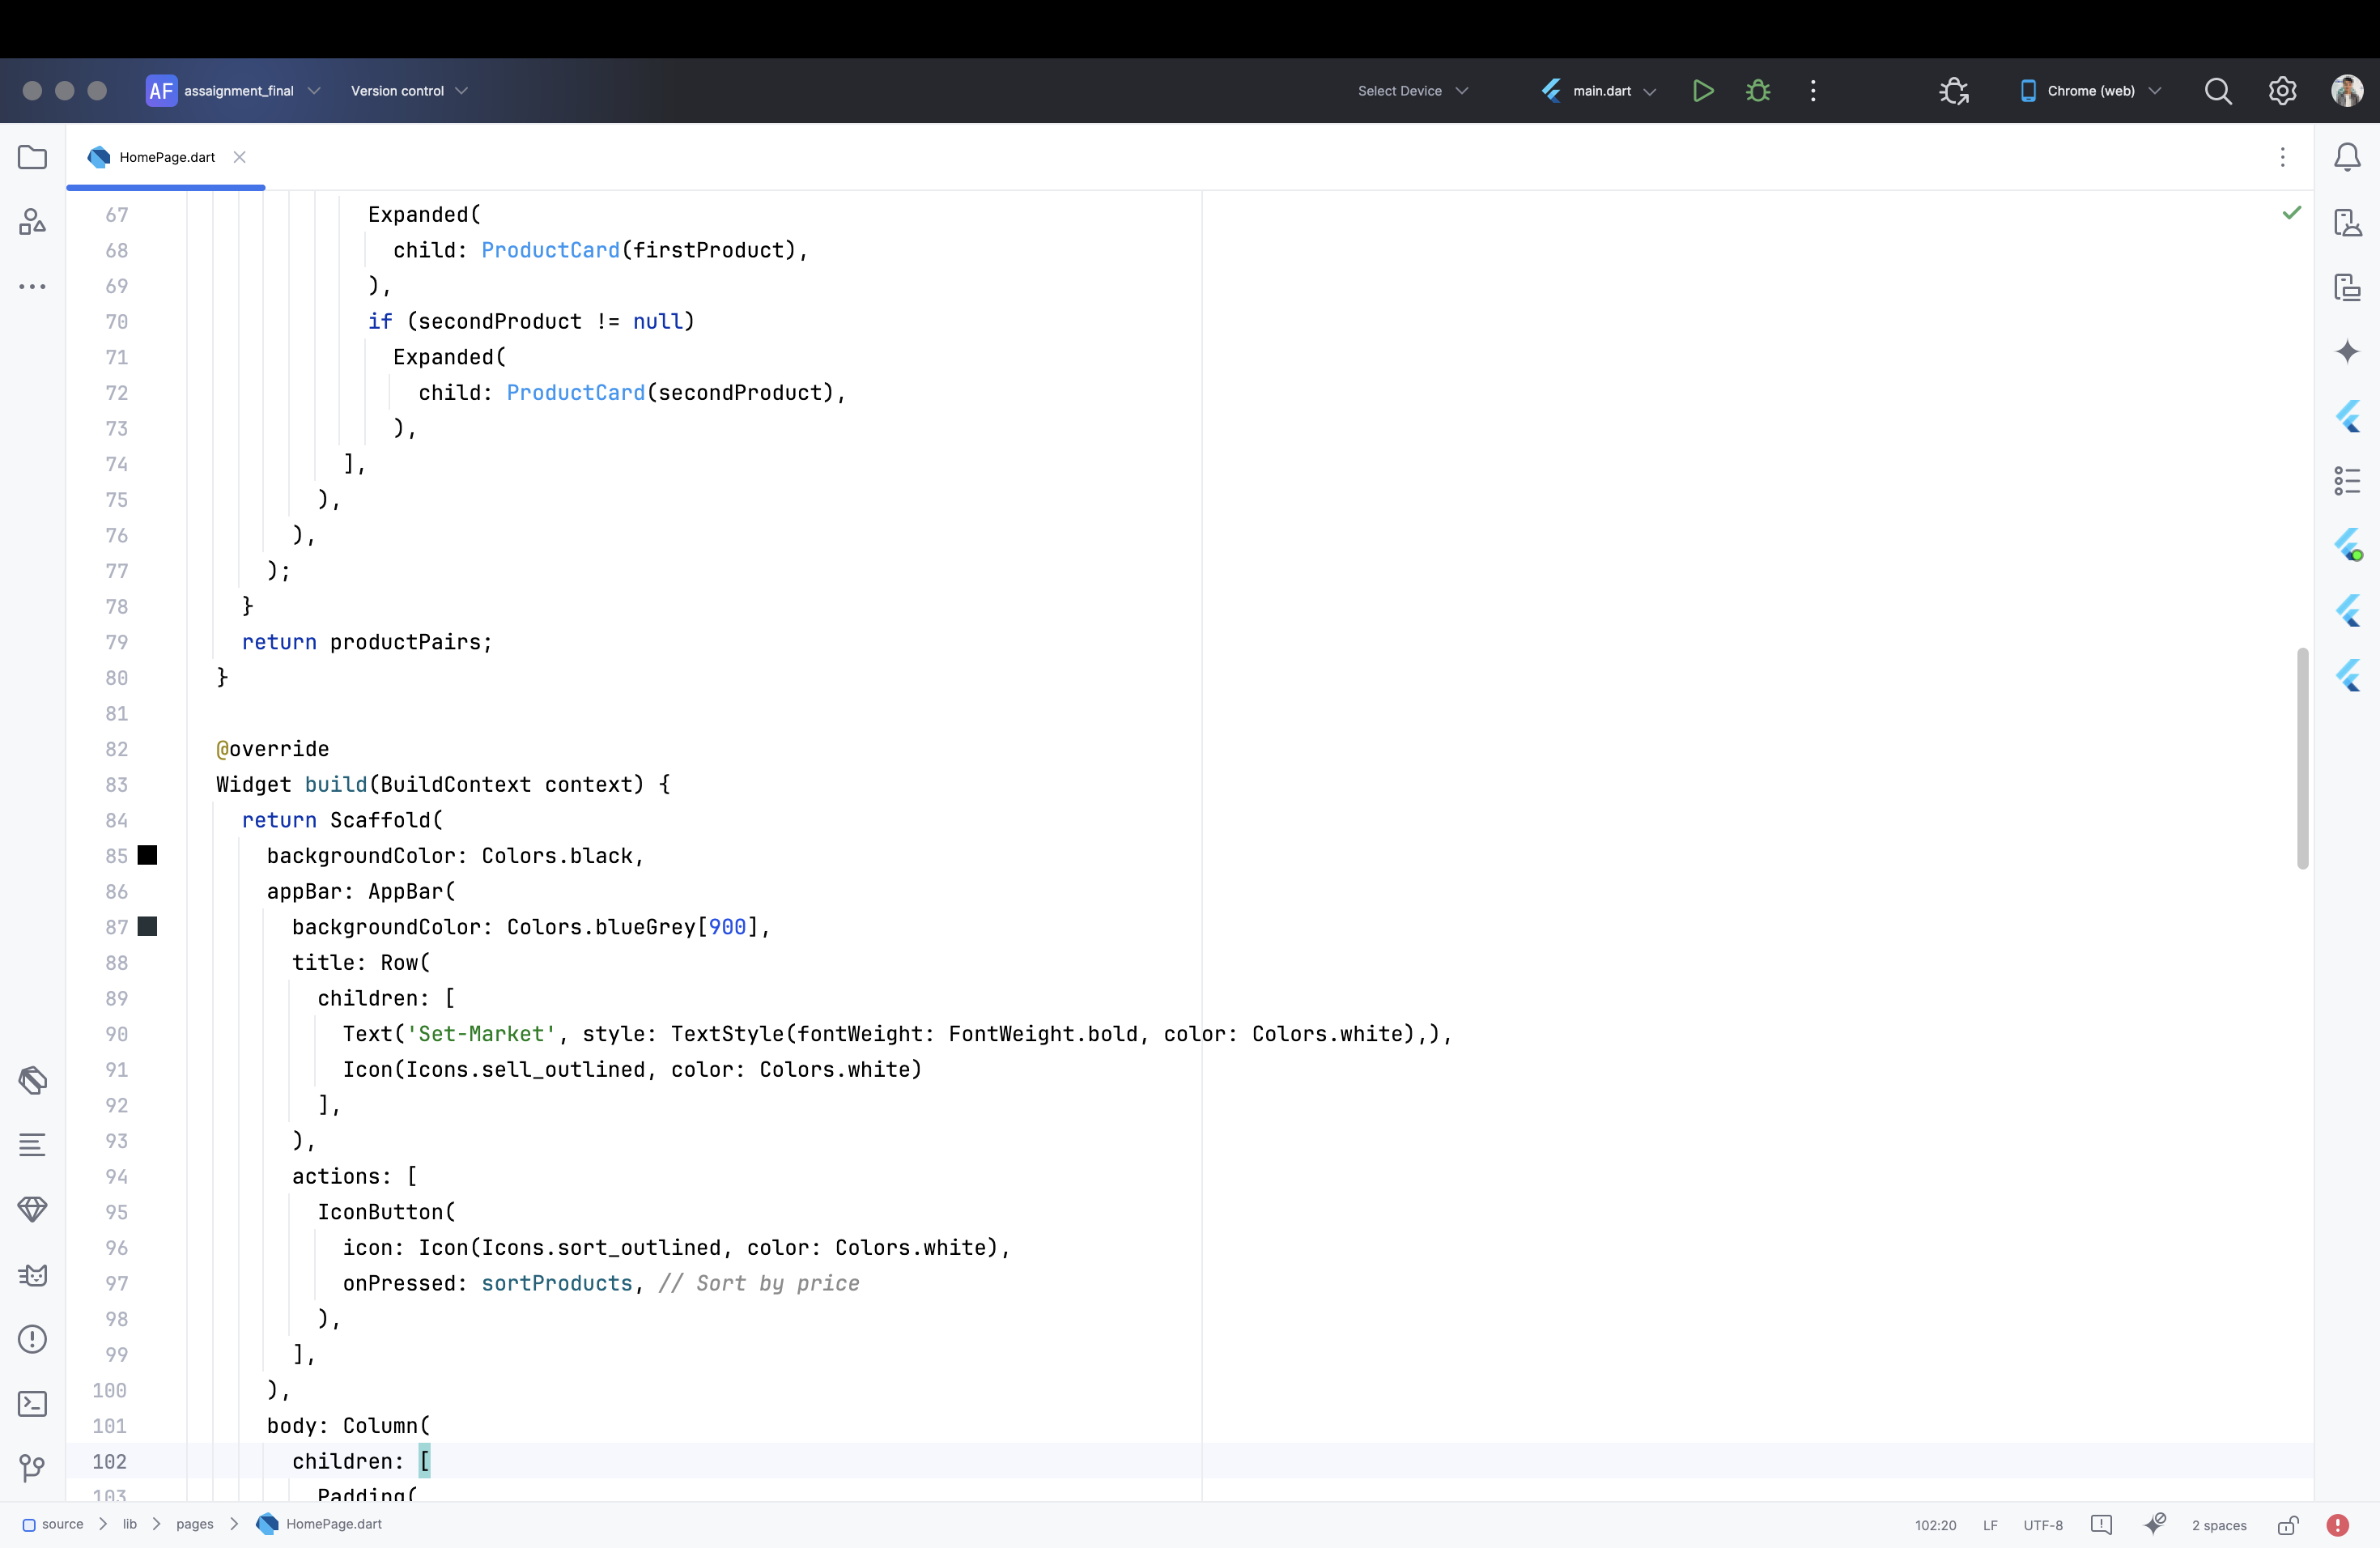 AF assaignment_final Version control Select Device main.dart Chrome (web)
HomePage.dart
67 Expanded(
68 child: ProductCard(firstProduct),
69 ),
70 if (secondProduct != null)
71 Expanded(
72 child: ProductCard(secondProduct),
73 ),
74 ],
75 ),
76 ),
77 );
78 }
79 return productPairs;
80 }
81
82 @override
83 Widget build(BuildContext context) {
84 return Scaffold(
85 backgroundColor: Colors.black,
86 appBar: AppBar(
87 backgroundColor: Colors.blueGrey[900],
88 title: Row(
89 children: [
90 Text('Set-Market', style: TextStyle(fontWeight: FontWeight.bold, color: Colors.white),),
91 Icon(Icons.sell_outlined, color: Colors.white)
92 ],
93 ),
94 actions: [
95 IconButton(
96 icon: Icon(Icons.sort_outlined, color: Colors.white),
97 onPressed: sortProducts, // Sort by price
98 ),
99 ],
100 ),
101 body: Column(
102 children: [
103 Padding(
source lib pages HomePage.dart 102:20 LF UTF-8 2 spaces